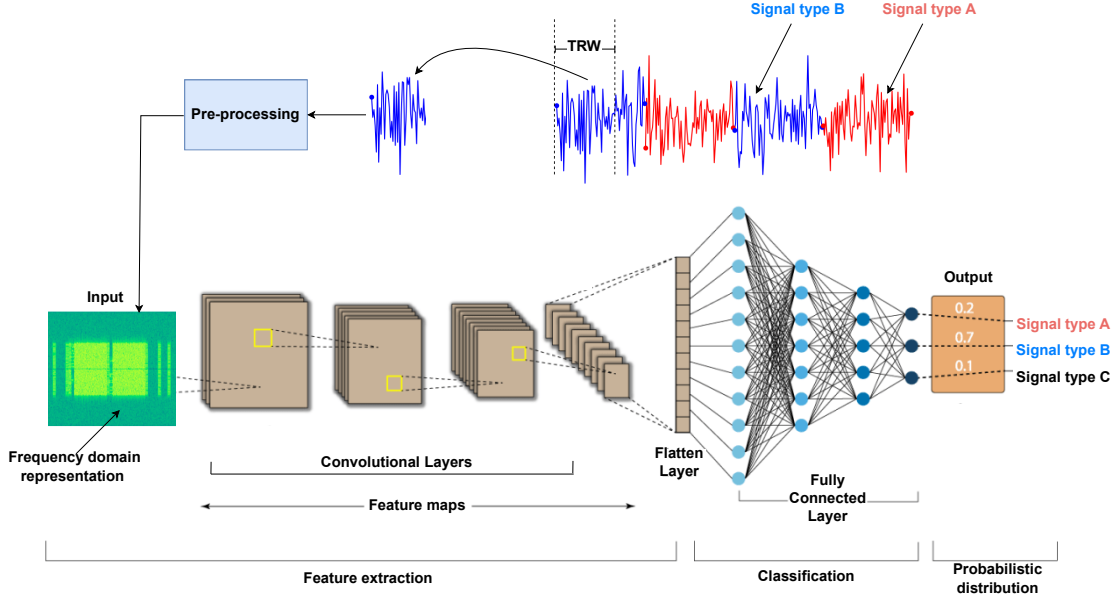 Signal type B
Signal type A
TRW
Pre-processing
Input
Output
0.2
Signal type A
0.7
Signal type B
0.1
Signal type C
Frequency domain
representation
Convolutional Layers
Flatten
Layer
Fully
Connected
Layer
Feature maps
Feature extraction
Classification
Probabilistic
distribution